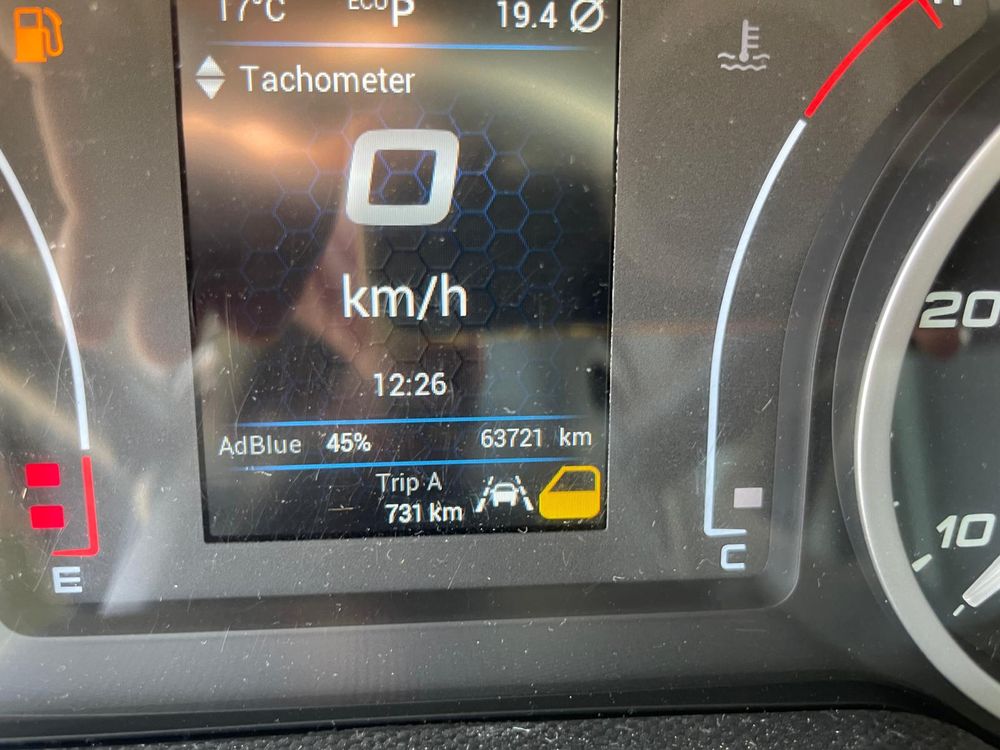 17°C ECO P 19.4 Ø
Tachometer
0
km/h
12:26
AdBlue 45% 63721 km
Trip A
731 km
E
C
H
20
10